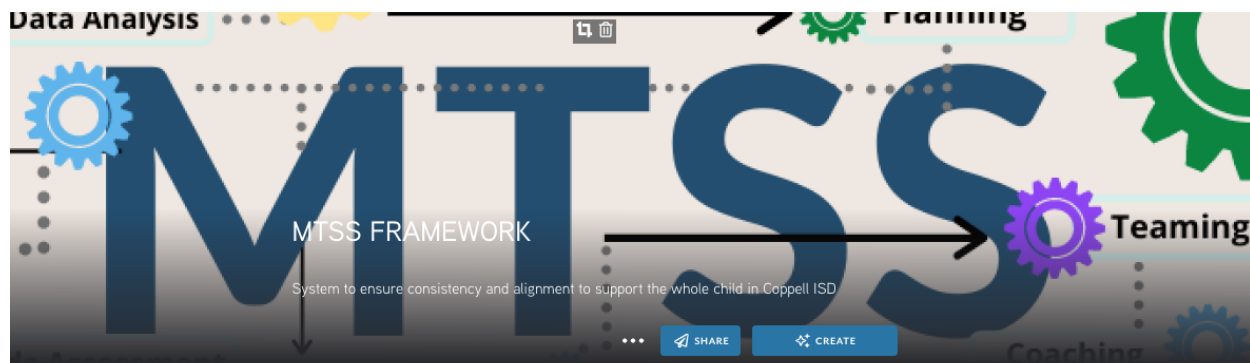 Data Analysis
Planning
MTSS
MTSS FRAMEWORK
Teaming
System to ensure consistency and alignment to support the whole child in Coppell ISD
SHARE
CREATE
Coaching